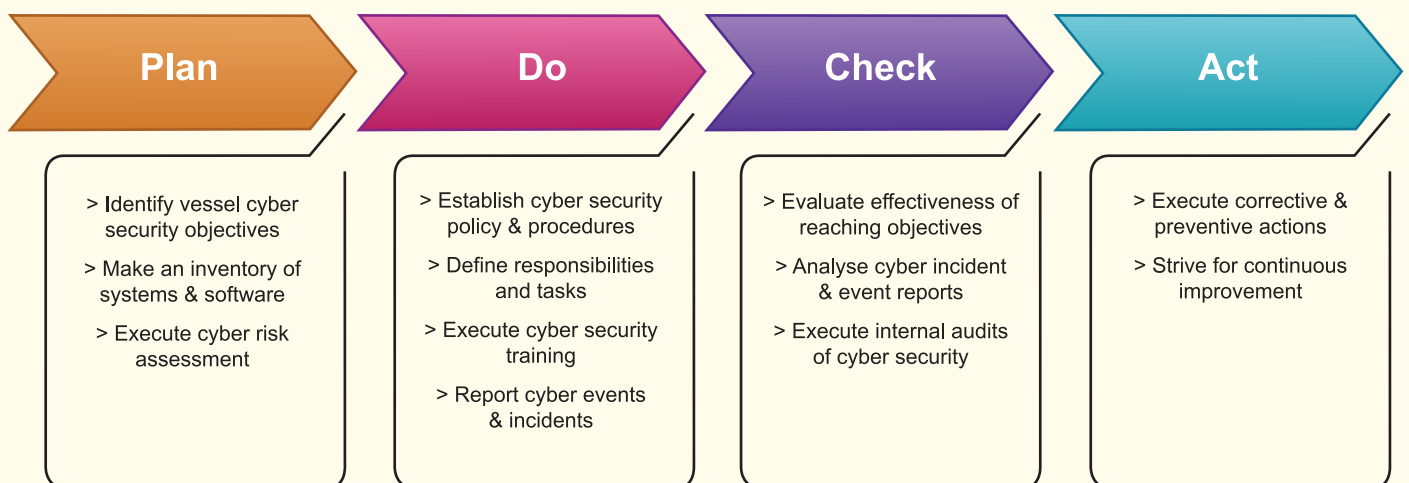 Plan
> Identify vessel cyber
security objectives
> Make an inventory of
systems & software
> Execute cyber risk
assessment
Do
> Establish cyber security
policy & procedures
> Define responsibilities
and tasks
> Execute cyber security
training
> Report cyber events
& incidents
Check
> Evaluate effectiveness of
reaching objectives
> Analyse cyber incident
& event reports
> Execute internal audits
of cyber security
Act
> Execute corrective &
preventive actions
> Strive for continuous
improvement